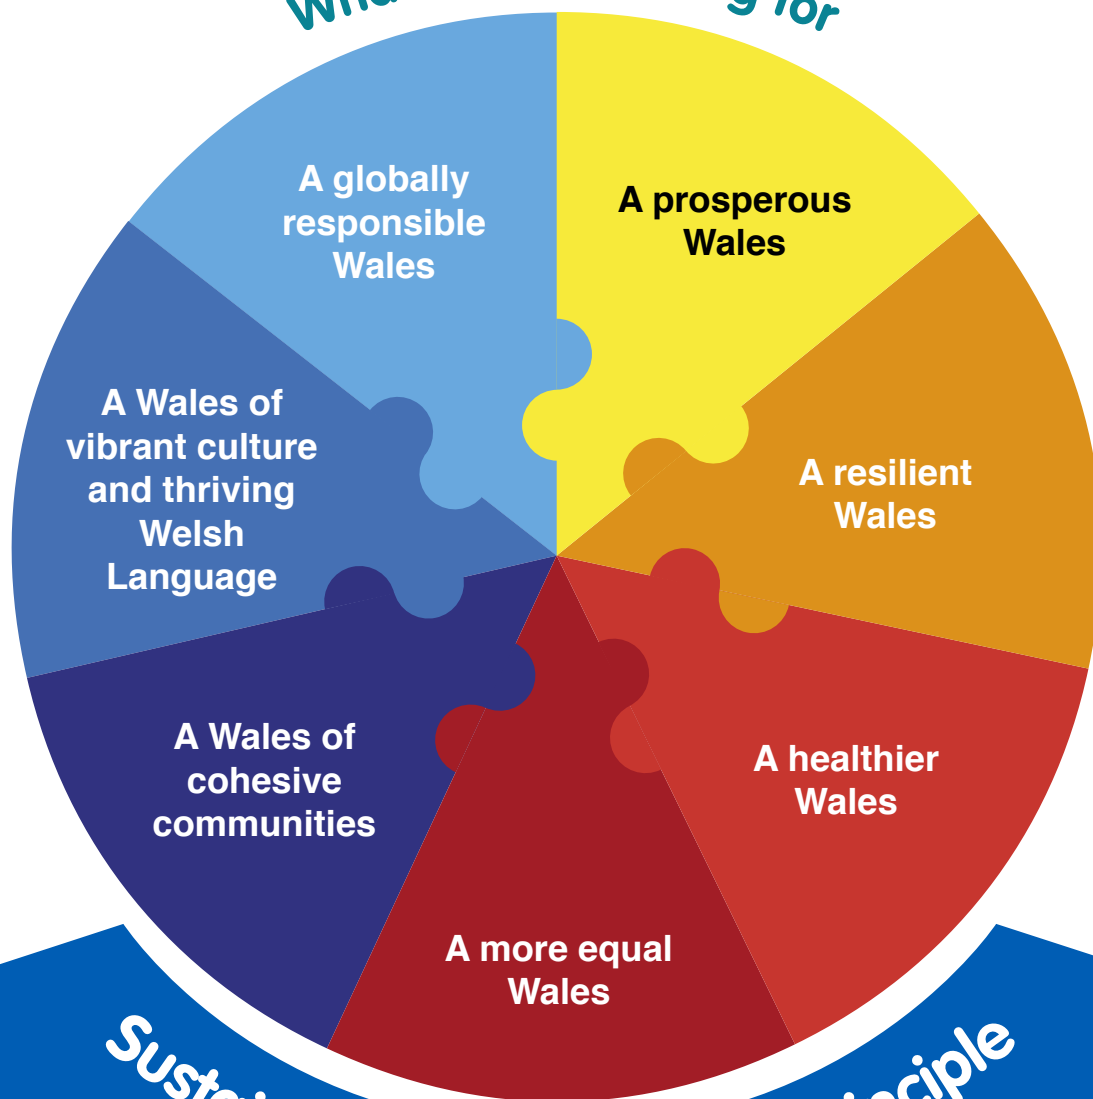 for
A globally
responsible
Wales
A prosperous
Wales
A Wales of
vibrant culture
and thriving
Welsh
Language
A resilient
Wales
A Wales of
cohesive
communities
A healthier
Wales
A more equal
Wales